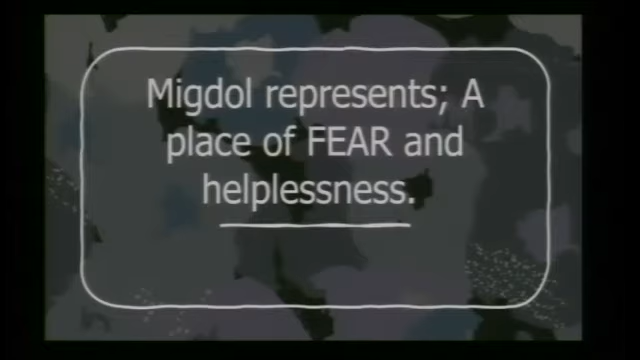 Migdol represents; A
place of FEAR and
helplessness.